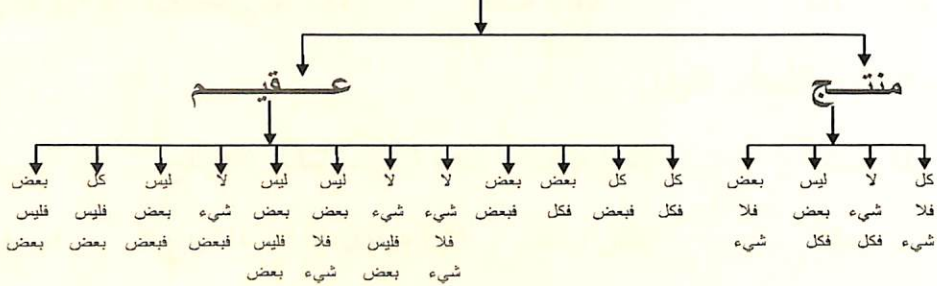 منتج
كل
فلا
شيء
لا
شيء
فكل
ليس
بعض
فكل
بعض
فلا
شيء
عقيم
كل
فكل
كل
فبعض
بعض
فكل
بعض
فبعض
لا
شيء
فلا
شيء
لا
شيء
فليس
بعض
ليس
بعض
فلا
شيء
ليس
بعض
فليس
بعض
لا
شيء
فبعض
ليس
بعض
فبعض
كل
فليس
بعض
بعض
فليس
بعض